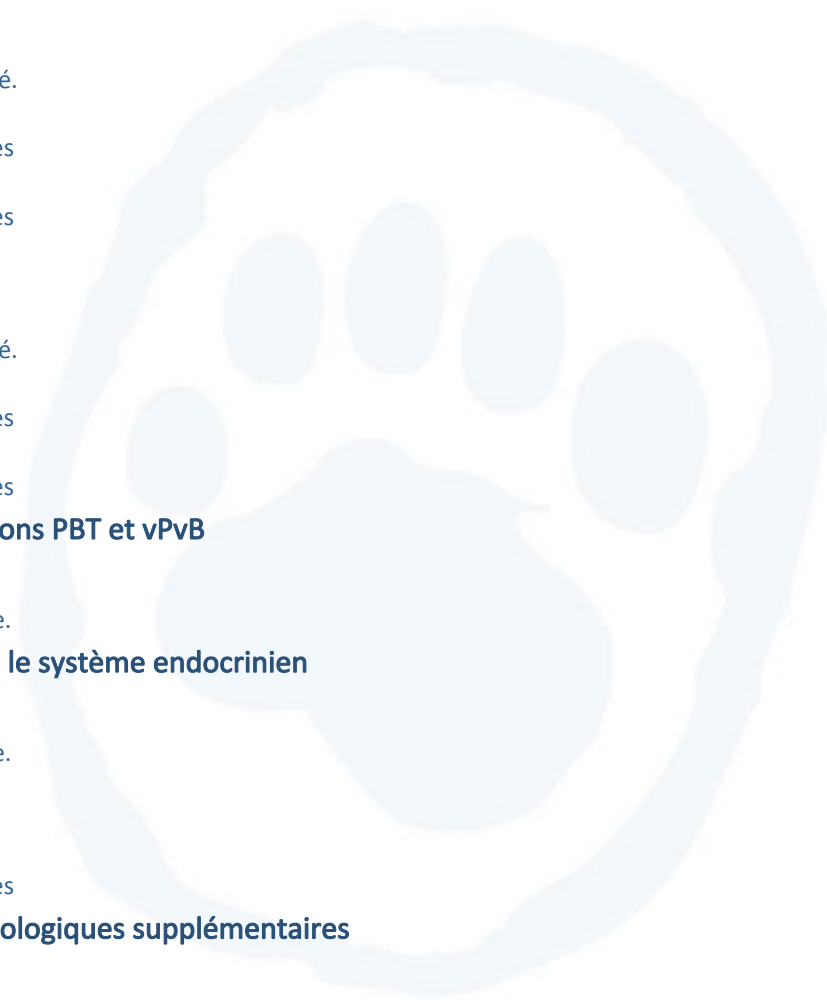 é.
es
es
é.
es
es
ons PBT et vPvB
e.
le système endocrinien
e.
es
ologiques supplémentaires